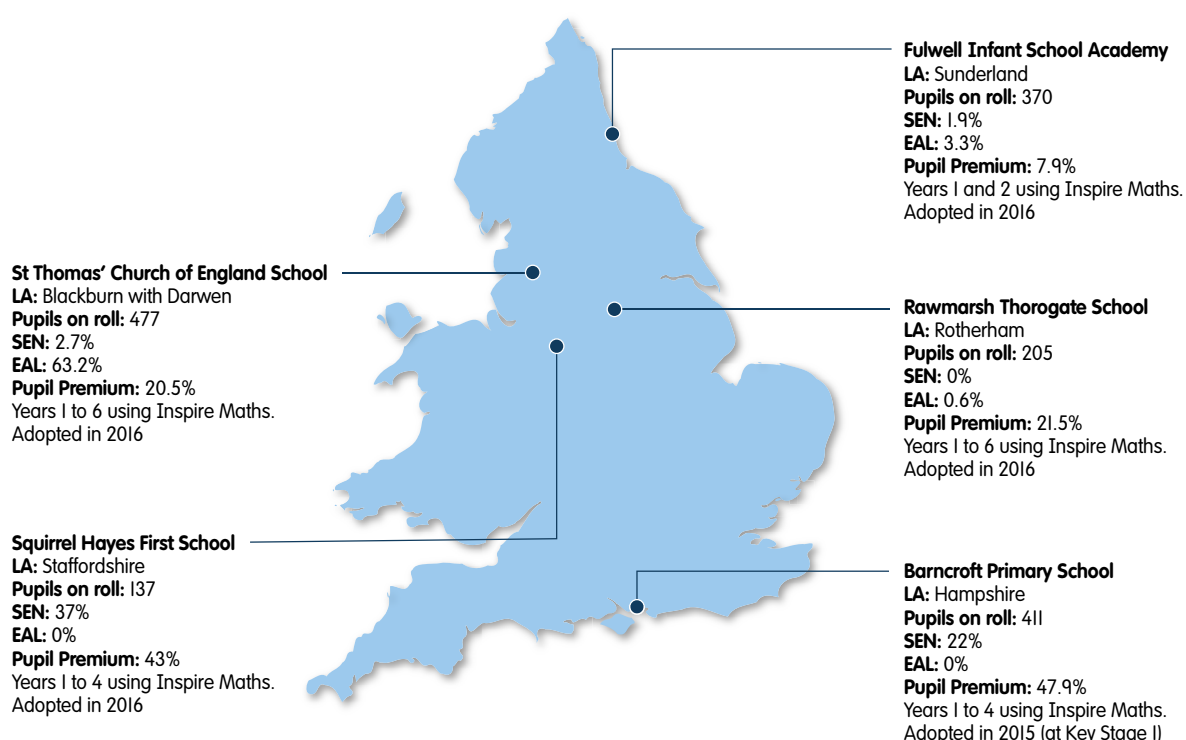 Fulwell Infant School Academy
LA: Sunderland
Pupils on roll: 370
SEN: 1.9%
EAL: 3.3%
Pupil Premium: 7.9%
Years 1 and 2 using Inspire Maths.
Adopted in 2016
St Thomas’ Church of England School
LA: Blackburn with Darwen
Pupils on roll: 477
SEN: 2.7%
EAL: 63.2%
Pupil Premium: 20.5%
Years 1 to 6 using Inspire Maths.
Adopted in 2016
Rawmarsh Thorogate School
LA: Rotherham
Pupils on roll: 205
SEN: 0%
EAL: 0.6%
Pupil Premium: 21.5%
Years 1 to 6 using Inspire Maths.
Adopted in 2016
Squirrel Hayes First School
LA: Staffordshire
Pupils on roll: 137
SEN: 37%
EAL: 0%
Pupil Premium: 43%
Years 1 to 4 using Inspire Maths.
Adopted in 2016
Barncroft Primary School
LA: Hampshire
Pupils on roll: 411
SEN: 22%
EAL: 0%
Pupil Premium: 47.9%
Years 1 to 4 using Inspire Maths.
Adopted in 2015 (at Key Stage 1)